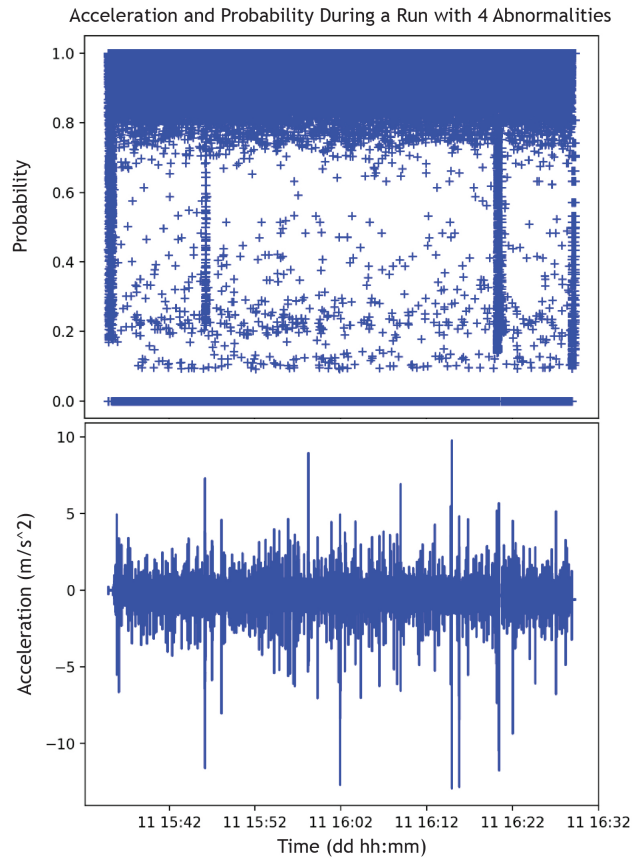 Acceleration and Probability During a Run with 4 Abnormalities
1.0
0.8
0.6
0.4
0.2
0.0
Probability
10
5
0
−5
−10
Acceleration (m/s^2)
11 15:42 11 15:52 11 16:02 11 16:12 11 16:22 11 16:32
Time (dd hh:mm)